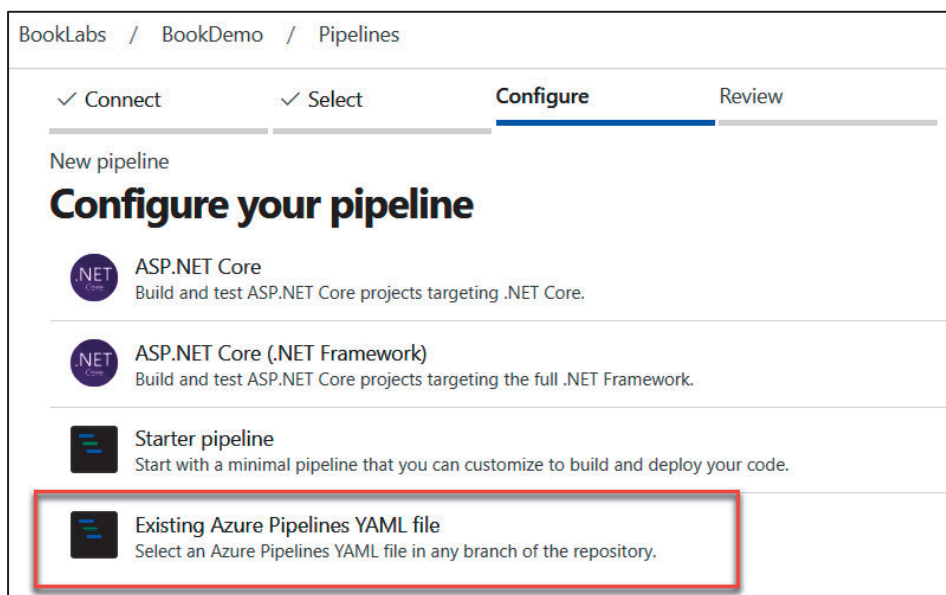 BookLabs / BookDemo / Pipelines
✓ Connect ✓ Select Configure Review
New pipeline
Configure your pipeline
.NET Core
ASP.NET Core
Build and test ASP.NET Core projects targeting .NET Core.
.NET Core
ASP.NET Core (.NET Framework)
Build and test ASP.NET Core projects targeting the full .NET Framework.
Starter pipeline
Start with a minimal pipeline that you can customize to build and deploy your code.
Existing Azure Pipelines YAML file
Select an Azure Pipelines YAML file in any branch of the repository.